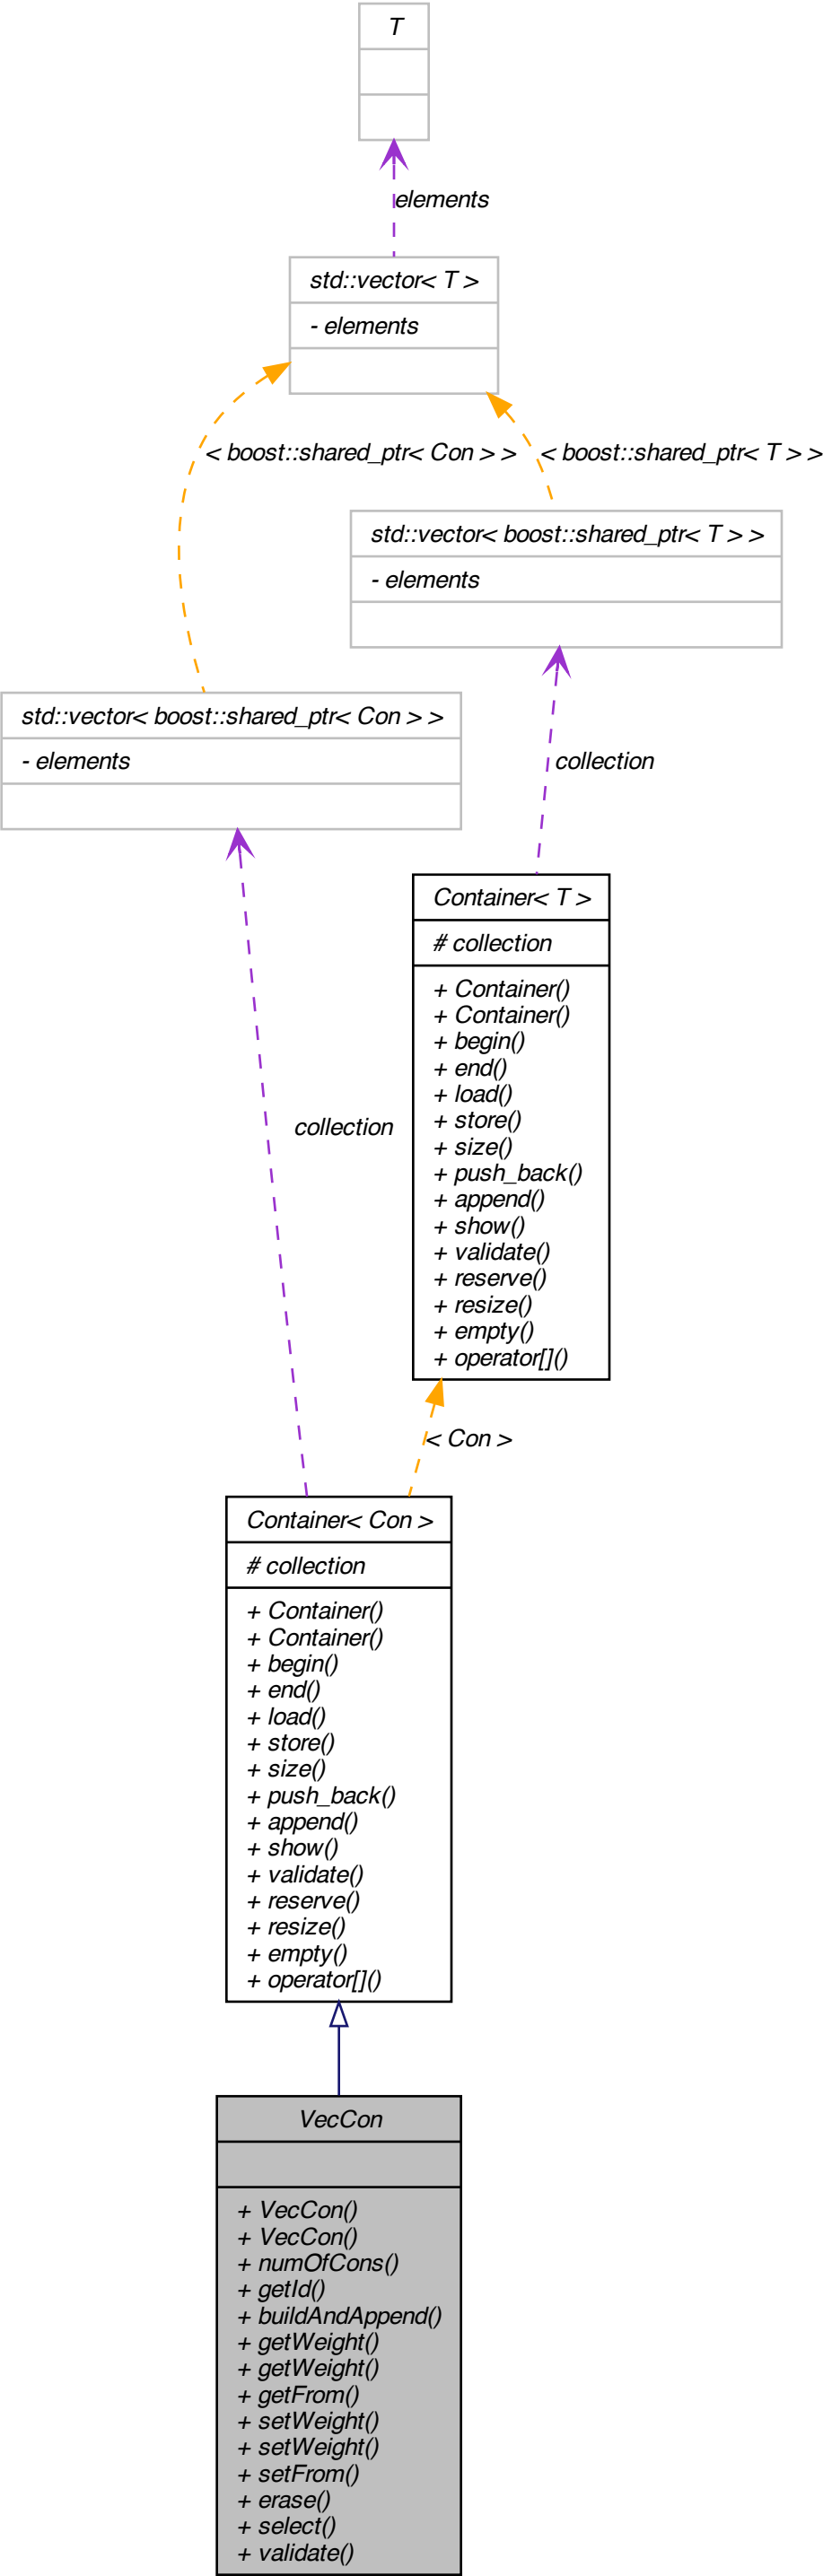 T
elements
std::vector< T >
- elements
< boost::shared_ptr< Con > >
< boost::shared_ptr< T > >
std::vector< boost::shared_ptr< T > >
- elements
std::vector< boost::shared_ptr< Con > >
- elements
collection
Container< T >
# collection
+ Container()
+ Container()
+ begin()
+ end()
+ load()
+ store()
+ size()
+ push_back()
+ append()
+ show()
+ validate()
+ reserve()
+ resize()
+ empty()
+ operator[]()
collection
< Con >
Container< Con >
# collection
+ Container()
+ Container()
+ begin()
+ end()
+ load()
+ store()
+ size()
+ push_back()
+ append()
+ show()
+ validate()
+ reserve()
+ resize()
+ empty()
+ operator[]()
VecCon
+ VecCon()
+ VecCon()
+ numOfCons()
+ getId()
+ buildAndAppend()
+ getWeight()
+ getWeight()
+ getFrom()
+ setWeight()
+ setWeight()
+ setFrom()
+ erase()
+ select()
+ validate()